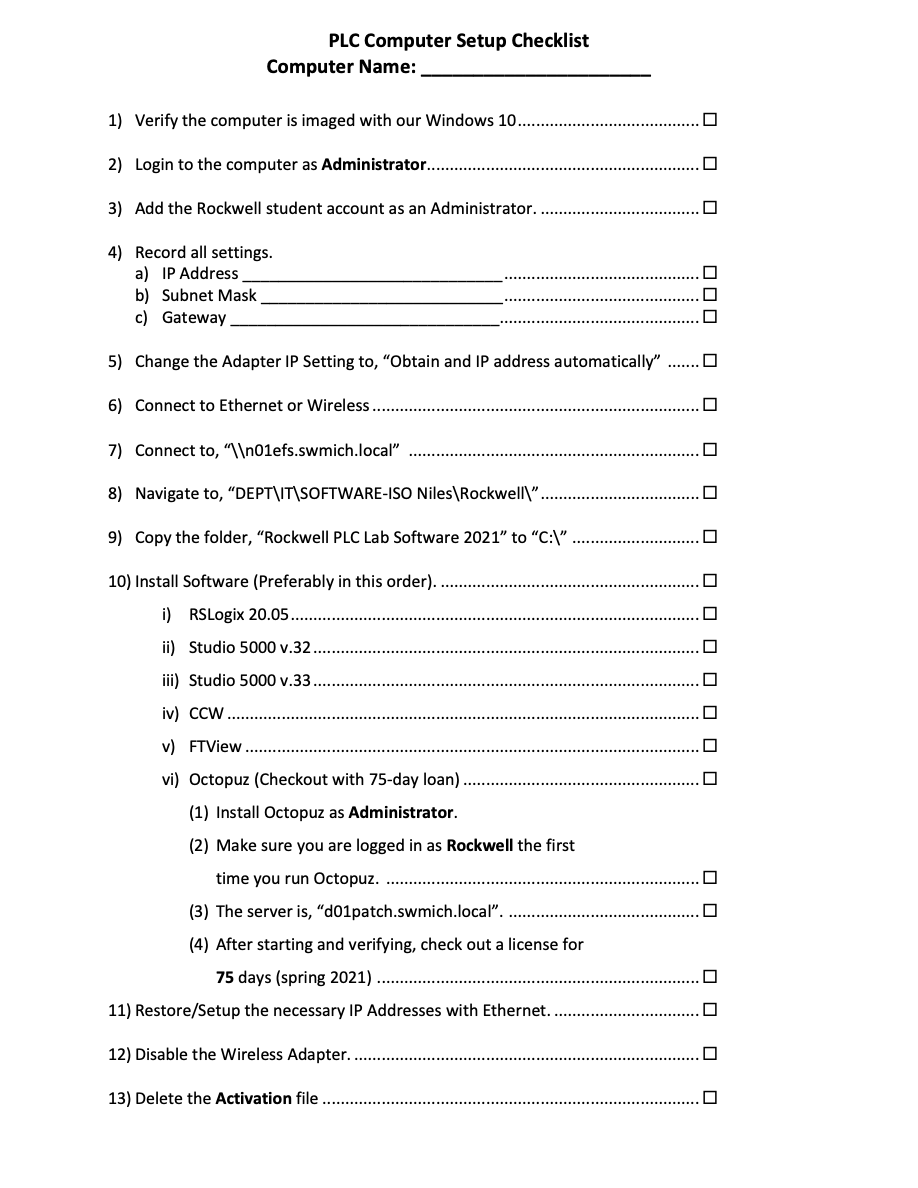 PLC Computer Setup Checklist
Computer Name: ______________________
1) Verify the computer is imaged with our Windows 10..................................... ☐
2) Login to the computer as Administrator....................................................... ☐
3) Add the Rockwell student account as an Administrator. ................................ ☐
4) Record all settings.
a) IP Address _____________________________....................................... ☐
b) Subnet Mask ___________________________....................................... ☐
c) Gateway ______________________________........................................ ☐
5) Change the Adapter IP Setting to, “Obtain and IP address automatically” ....... ☐
6) Connect to Ethernet or Wireless.................................................................. ☐
7) Connect to, “\\n01efs.swmich.local” ........................................................... ☐
8) Navigate to, “DEPT\IT\SOFTWARE-ISO Niles\Rockwell\”................................ ☐
9) Copy the folder, “Rockwell PLC Lab Software 2021” to “C:\” .......................... ☐
10) Install Software (Preferably in this order). .................................................... ☐
i) RSLogix 20.05.................................................................................. ☐
ii) Studio 5000 v.32............................................................................. ☐
iii) Studio 5000 v.33............................................................................. ☐
iv) CCW ............................................................................................... ☐
v) FTView ........................................................................................... ☐
vi) Octopuz (Checkout with 75-day loan) ............................................... ☐
(1) Install Octopuz as Administrator.
(2) Make sure you are logged in as Rockwell the first
time you run Octopuz. ............................................................... ☐
(3) The server is, “d01patch.swmich.local”. ...................................... ☐
(4) After starting and verifying, check out a license for
75 days (spring 2021) ................................................................. ☐
11) Restore/Setup the necessary IP Addresses with Ethernet. ............................. ☐
12) Disable the Wireless Adapter. ...................................................................... ☐
13) Delete the Activation file ............................................................................ ☐